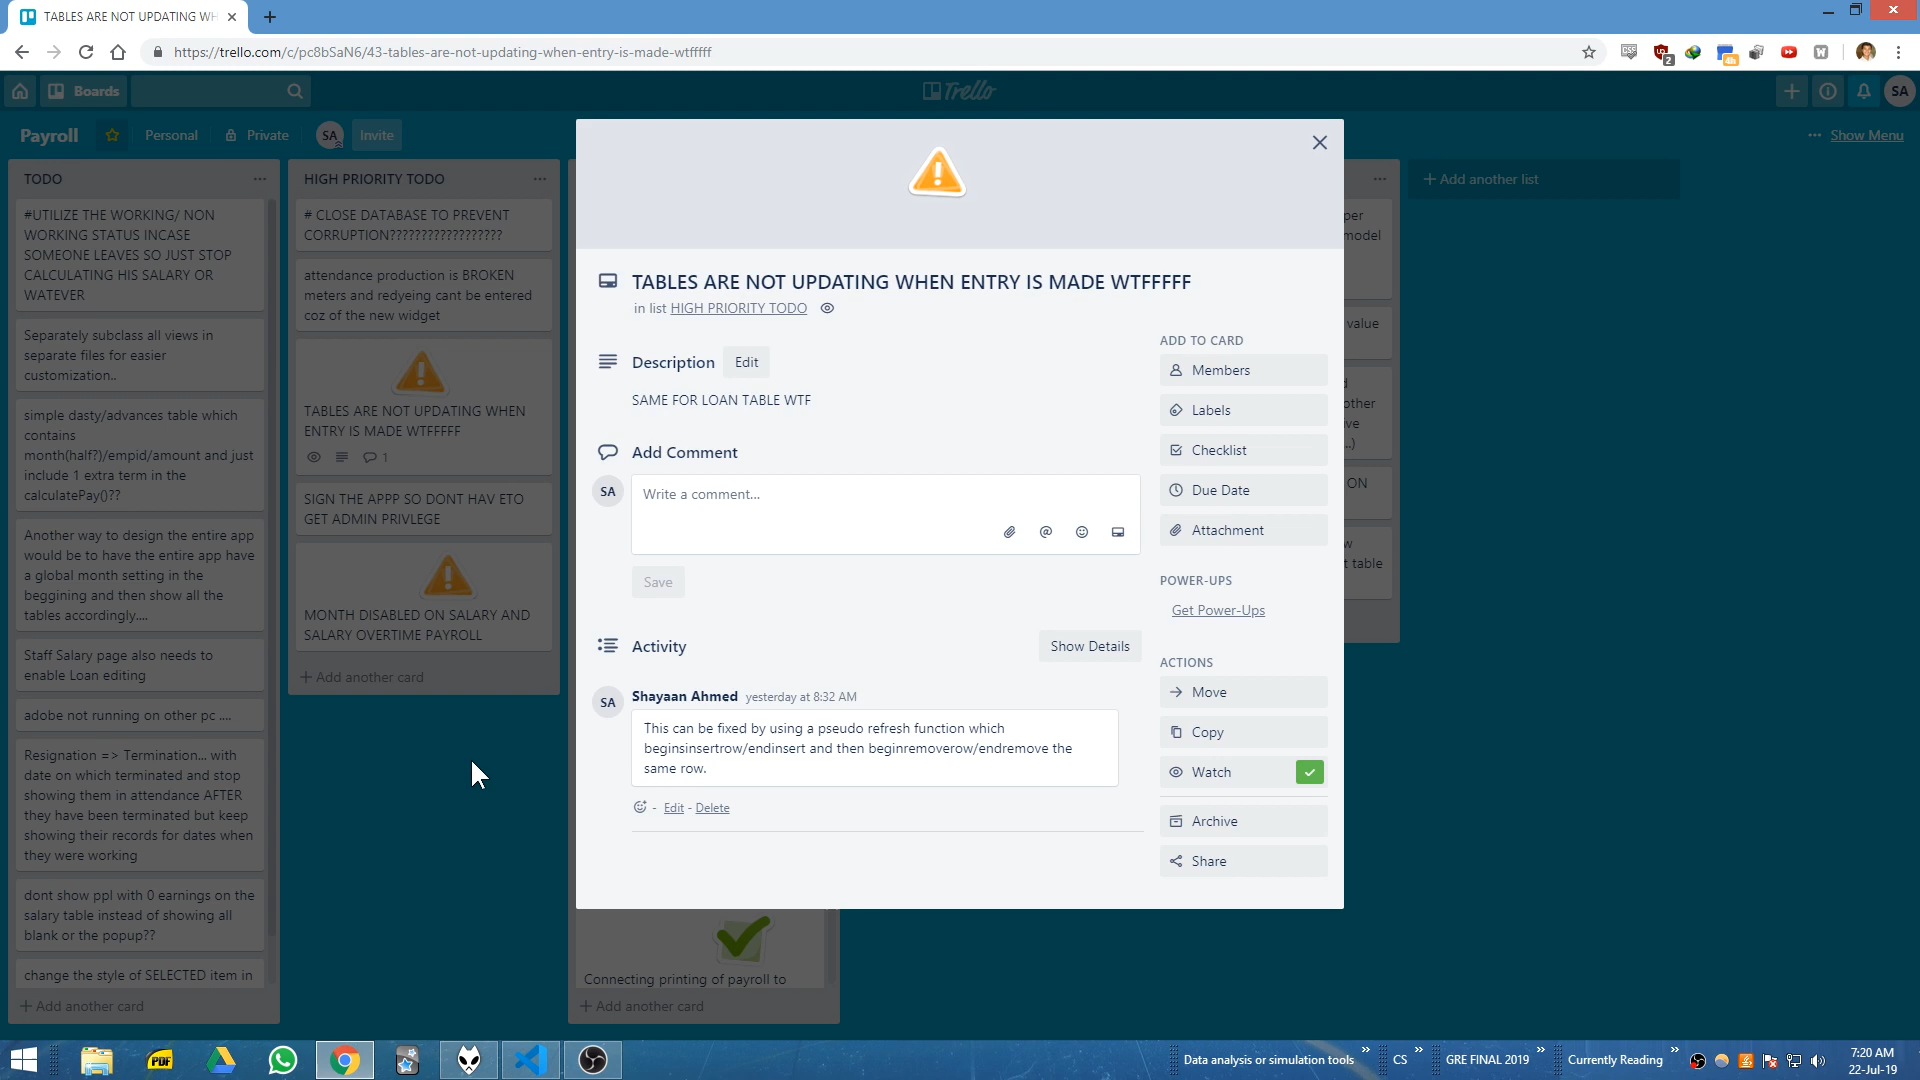 TABLES ARE NOT UPDATING WH
https://trello.com/c/pc8bSaN6/43-tables-are-not-updating-when-entry-is-made-wtfffff
2
4h
W
Boards
Trello
SA
Payroll
Personal
Private
SA
Invite
Show Menu
TODO
#UTILIZE THE WORKING/ NON
WORKING STATUS INCASE
SOMEONE LEAVES SO JUST STOP
CALCULATING HIS SALARY OR
WATEVER
Separately subclass all views in
separate files for easier
customization..
simple dasty/advances table which
contains
month(half?)/empid/amount and just
include 1 extra term in the
calculatePay()??
Another way to design the entire app
would be to have the entire app have
a global month setting in the
beggining and then show all the
tables accordingly....
Staff Salary page also needs to
enable Loan editing
adobe not running on other pc ....
Resignation => Termination... with
date on which terminated and stop
showing them in attendance AFTER
they have been terminated but keep
showing their records for dates when
they were working
dont show ppl with 0 earnings on the
salary table instead of showing all
blank or the popup??
change the style of SELECTED item in
+ Add another card
HIGH PRIORITY TODO
# CLOSE DATABASE TO PREVENT
CORRUPTION??????????????????
attendance production is BROKEN
meters and redyeing cant be entered
coz of the new widget
TABLES ARE NOT UPDATING WHEN
ENTRY IS MADE WTFFFFF
1
SIGN THE APPP SO DONT HAV ETO
GET ADMIN PRIVLEGE
MONTH DISABLED ON SALARY AND
SALARY OVERTIME PAYROLL
+ Add another card
TABLES ARE NOT UPDATING WHEN ENTRY IS MADE WTFFFFF
in list HIGH PRIORITY TODO
Description
Edit
SAME FOR LOAN TABLE WTF
Add Comment
SA
Write a comment...
Save
Activity
Show Details
SA
Shayaan Ahmed yesterday at 8:32 AM
This can be fixed by using a pseudo refresh function which
beginsinsertrow/endinsert and then beginremoverow/endremove the
same row.
- Edit - Delete
ADD TO CARD
Members
Labels
Checklist
Due Date
Attachment
POWER-UPS
Get Power-Ups
ACTIONS
Move
Copy
Watch
Archive
Share
Connecting printing of payroll to
+ Add another card
per
model
value
d
other
ive
...)
ON
w
t table
+ Add another list
PDF
Data analysis or simulation tools
CS
GRE FINAL 2019
Currently Reading
7:20 AM
22-Jul-19